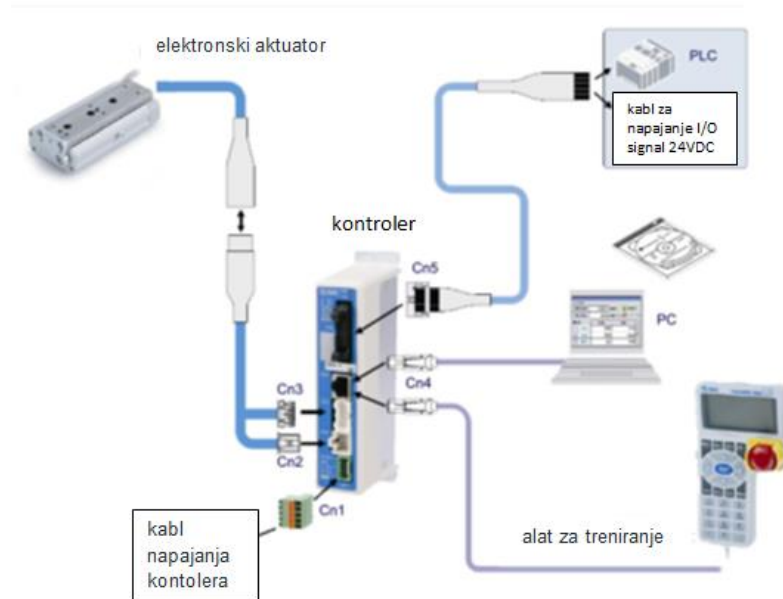 elektronski aktuator
PLC
kabl za
napajanje I/O
signal 24VDC
kontroler
Cn5
PC
Cn4
Cn3
Cn2
Cn1
kabl
napajanja
kontolera
alat za treniranje